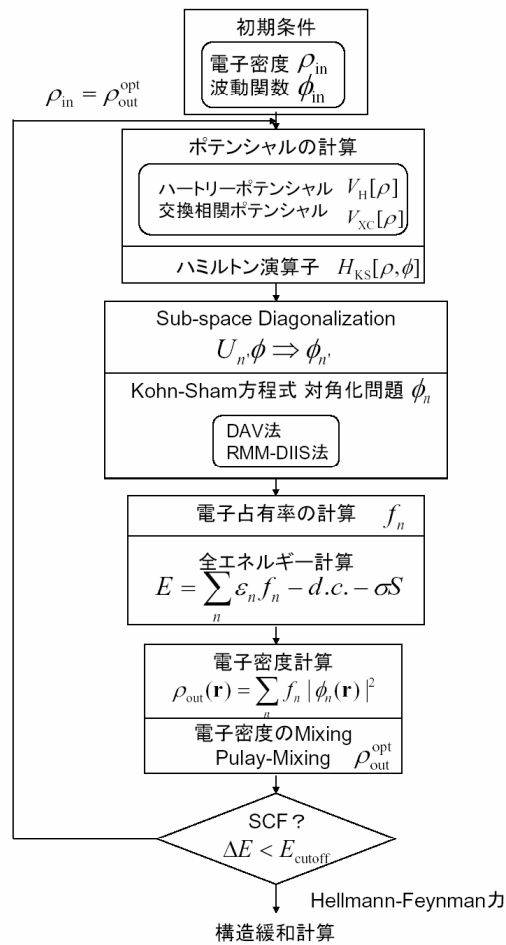 初期条件
電子密度 ρin
波動関数 ϕin
ρin = ρout^opt
ポテンシャルの計算
ハートリーポテンシャル VH[ρ]
交換相関ポテンシャル VXC[ρ]
ハミルトン演算子 HKS[ρ,ϕ]
Sub-space Diagonalization
Un'ϕ ⇒ ϕn'
Kohn-Sham方程式 対角化問題 ϕn
DAV法
RMM-DIIS法
電子占有率の計算 fn
全エネルギー計算
E = ∑n εn fn − d.c. − σS
電子密度計算
ρout(r) = ∑n fn | ϕn(r) |²
電子密度のMixing
Pulay-Mixing ρout^opt
SCF？
ΔE < Ecutoff
Hellmann-Feynman力
構造緩和計算